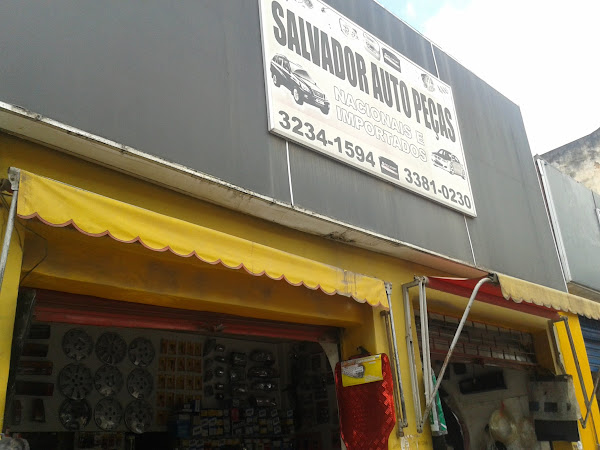 SALVADOR AUTO PEÇAS
NACIONAIS E
IMPORTADOS
3234-1594 3381-0230